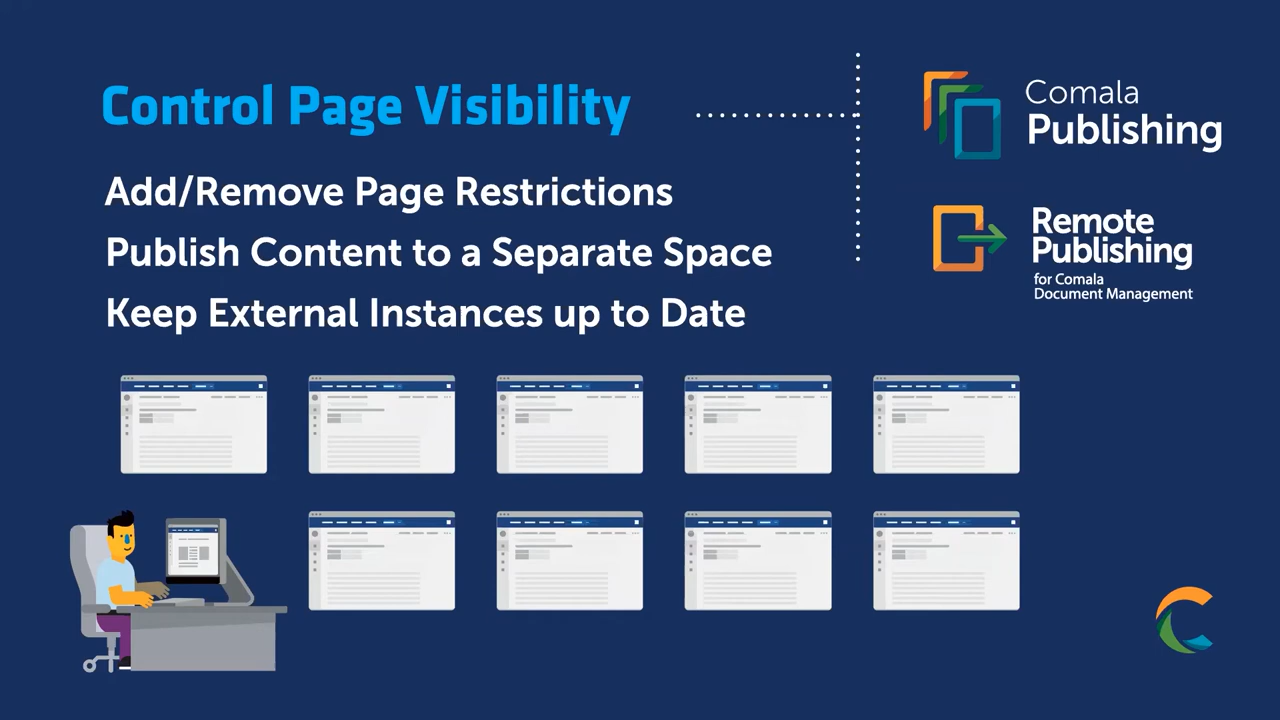 Control Page Visibility
Add/Remove Page Restrictions
Publish Content to a Separate Space
Keep External Instances up to Date
Comala
Publishing
Remote
Publishing
for Comala
Document Management